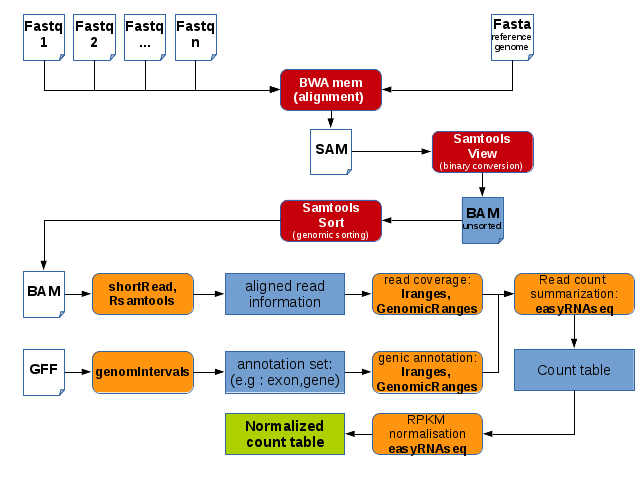 Fastq
1
Fastq
2
Fastq
...
Fastq
n
Fasta
reference
genome
BWA mem
(alignment)
SAM
Samtools
View
(binary conversion)
Samtools
Sort
(genomic sorting)
BAM
unsorted
BAM
shortRead,
Rsamtools
aligned read
information
read coverage:
Iranges,
GenomicRanges
Read count
summarization:
easyRNAseq
GFF
genomIntervals
annotation set:
(e.g : exon,gene)
genic annotation:
Iranges,
GenomicRanges
Count table
Normalized
count table
RPKM
normalisation
easyRNAseq